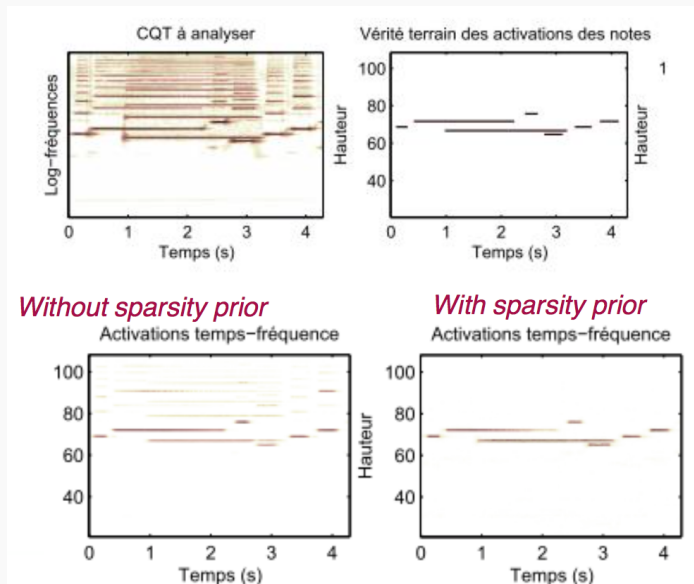 CQT à analyser
Log−fréquences
0 1 2 3 4
Temps (s)
Vérité terrain des activations des notes
Hauteur
100
80
60
40
0 1 2 3 4
Temps (s)
1
Hauteur
Without sparsity prior
Activations temps−fréquence
100
80
60
40
0 1 2 3 4
Temps (s)
With sparsity prior
Activations temps−fréquence
Hauteur
100
80
60
40
0 1 2 3 4
Temps (s)